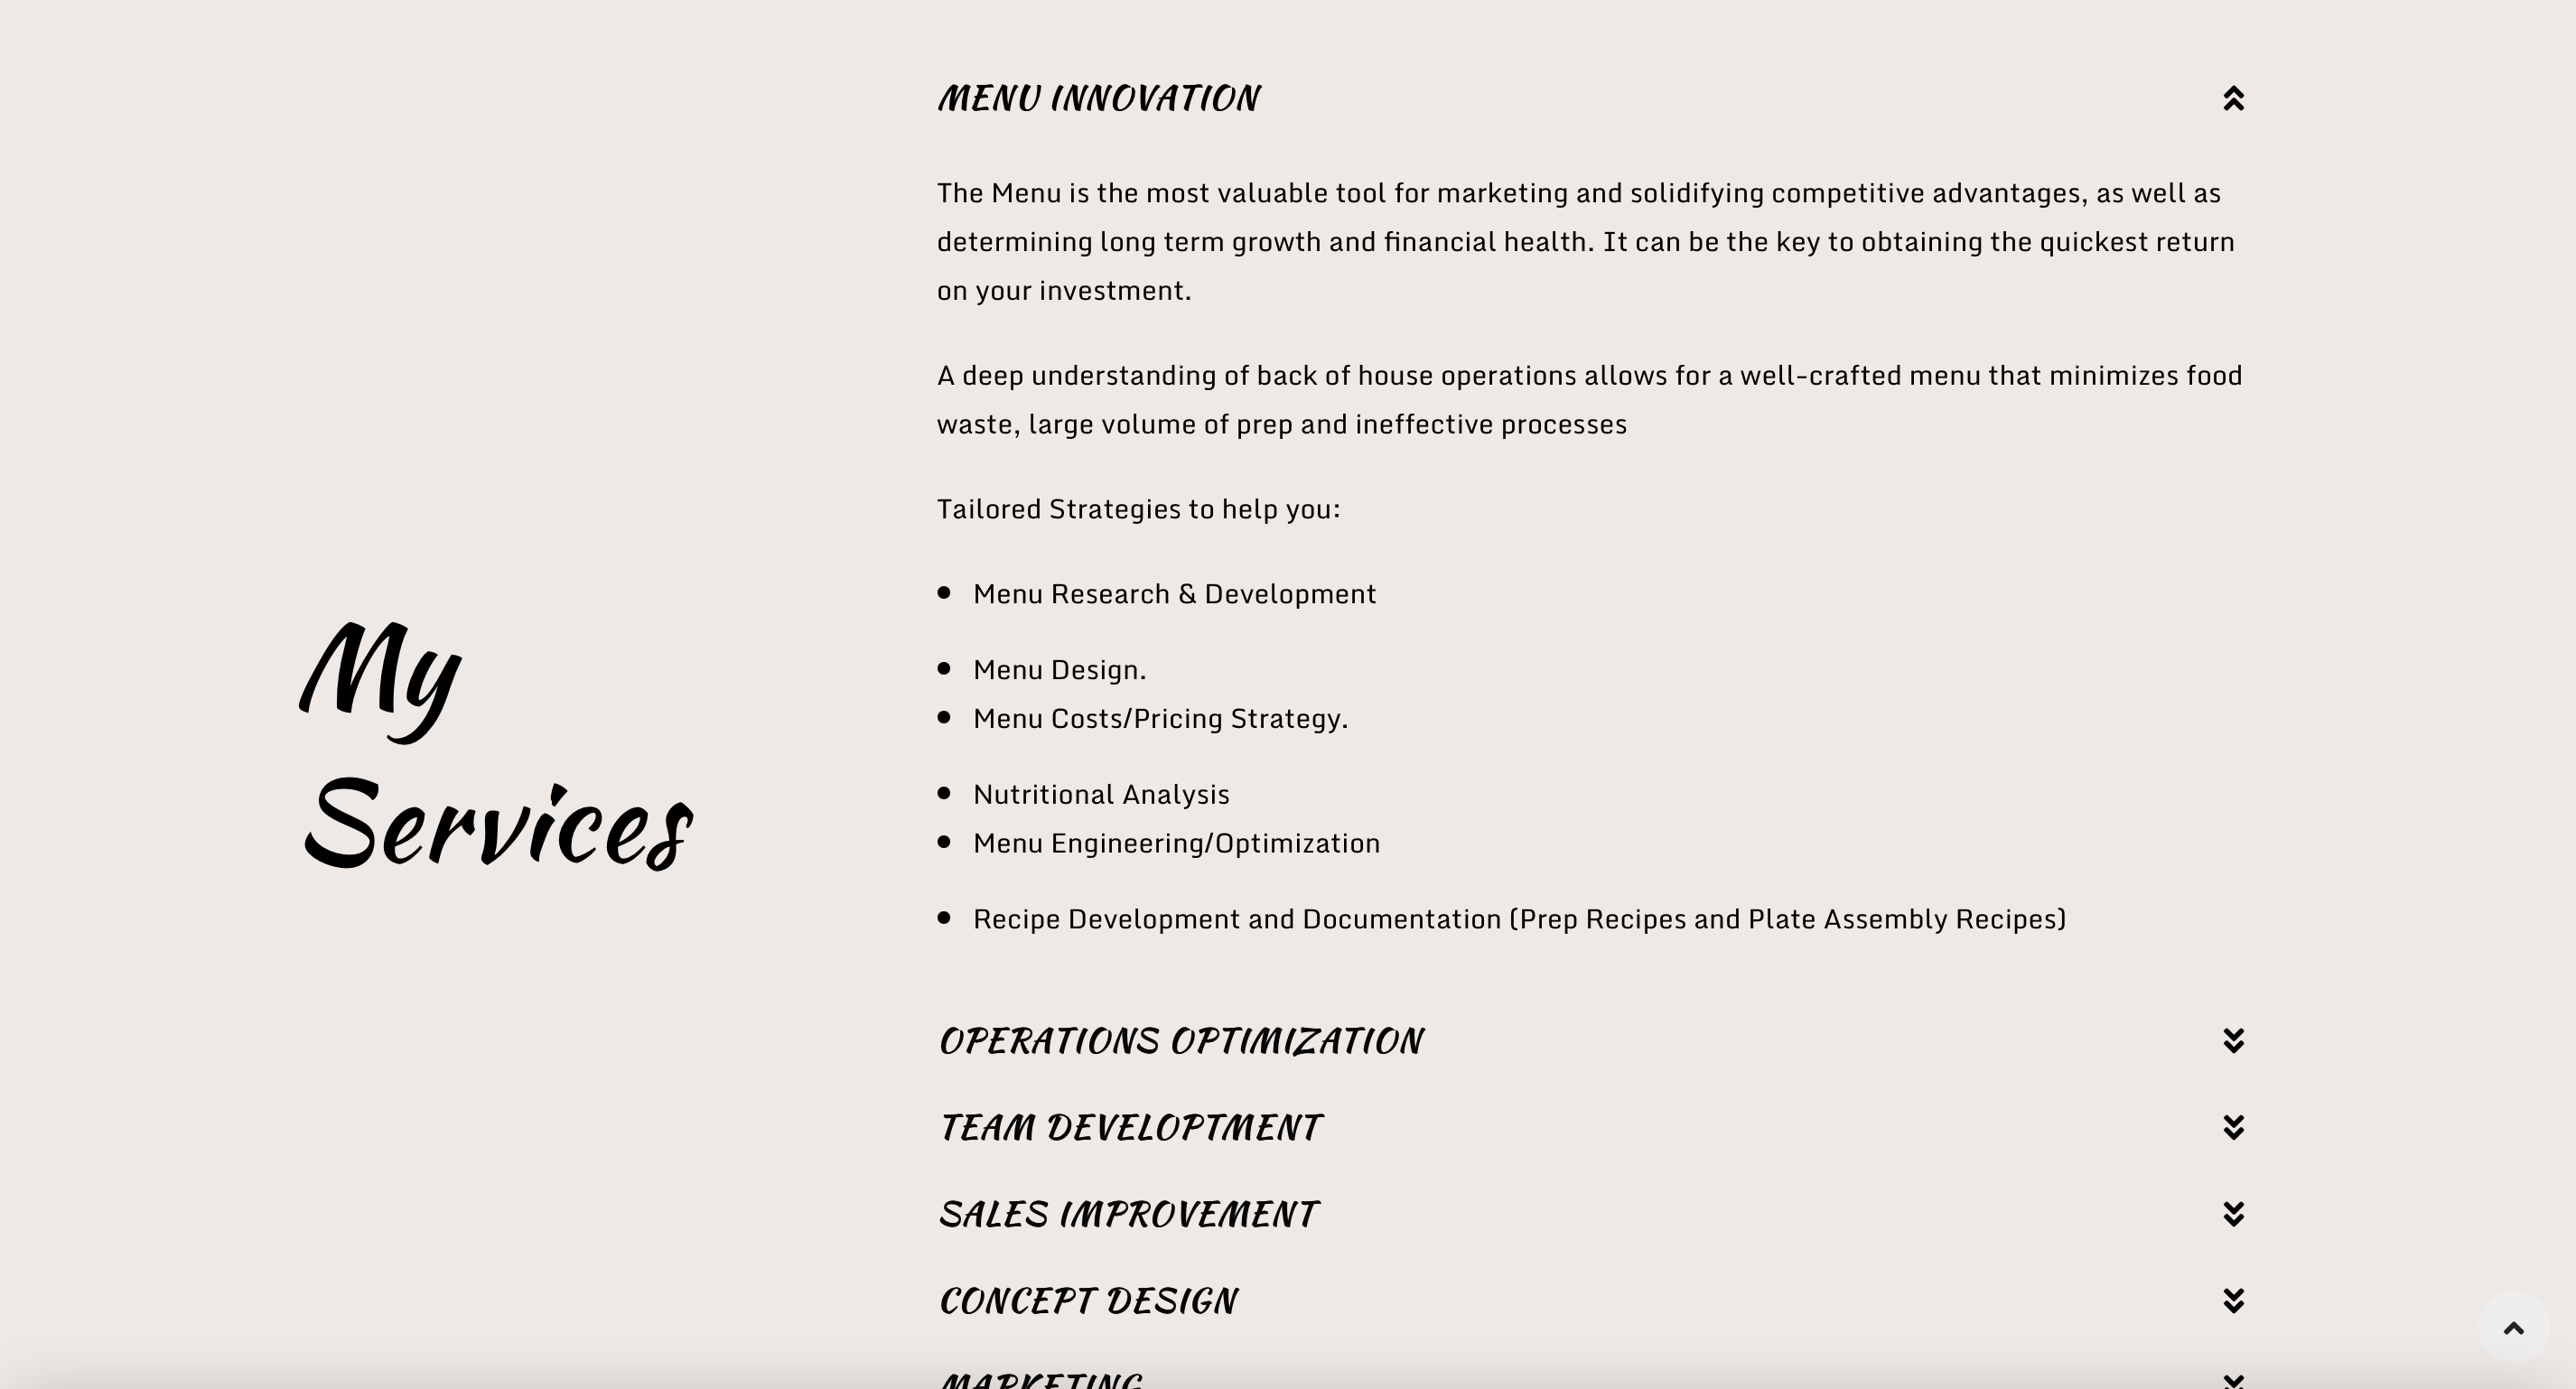 My
Services
MENU INNOVATION
The Menu is the most valuable tool for marketing and solidifying competitive advantages, as well as
determining long term growth and financial health. It can be the key to obtaining the quickest return
on your investment.
A deep understanding of back of house operations allows for a well-crafted menu that minimizes food
waste, large volume of prep and ineffective processes
Tailored Strategies to help you:
Menu Research & Development
Menu Design.
Menu Costs/Pricing Strategy.
Nutritional Analysis
Menu Engineering/Optimization
Recipe Development and Documentation (Prep Recipes and Plate Assembly Recipes)
OPERATIONS OPTIMIZATION
TEAM DEVELOPTMENT
SALES IMPROVEMENT
CONCEPT DESIGN
MARKETING